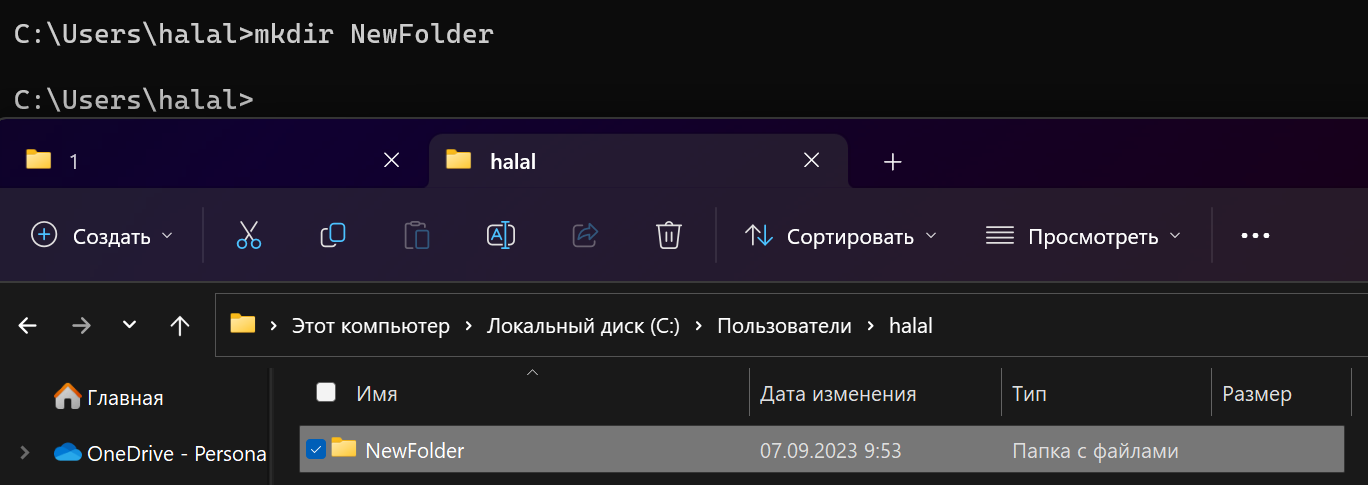 C:\Users\halal>mkdir NewFolder
C:\Users\halal>
1 halal
Создать Сортировать Просмотреть
Этот компьютер Локальный диск (C:) Пользователи halal
Главная Имя Дата изменения Тип Размер
OneDrive - Persona NewFolder 07.09.2023 9:53 Папка с файлами